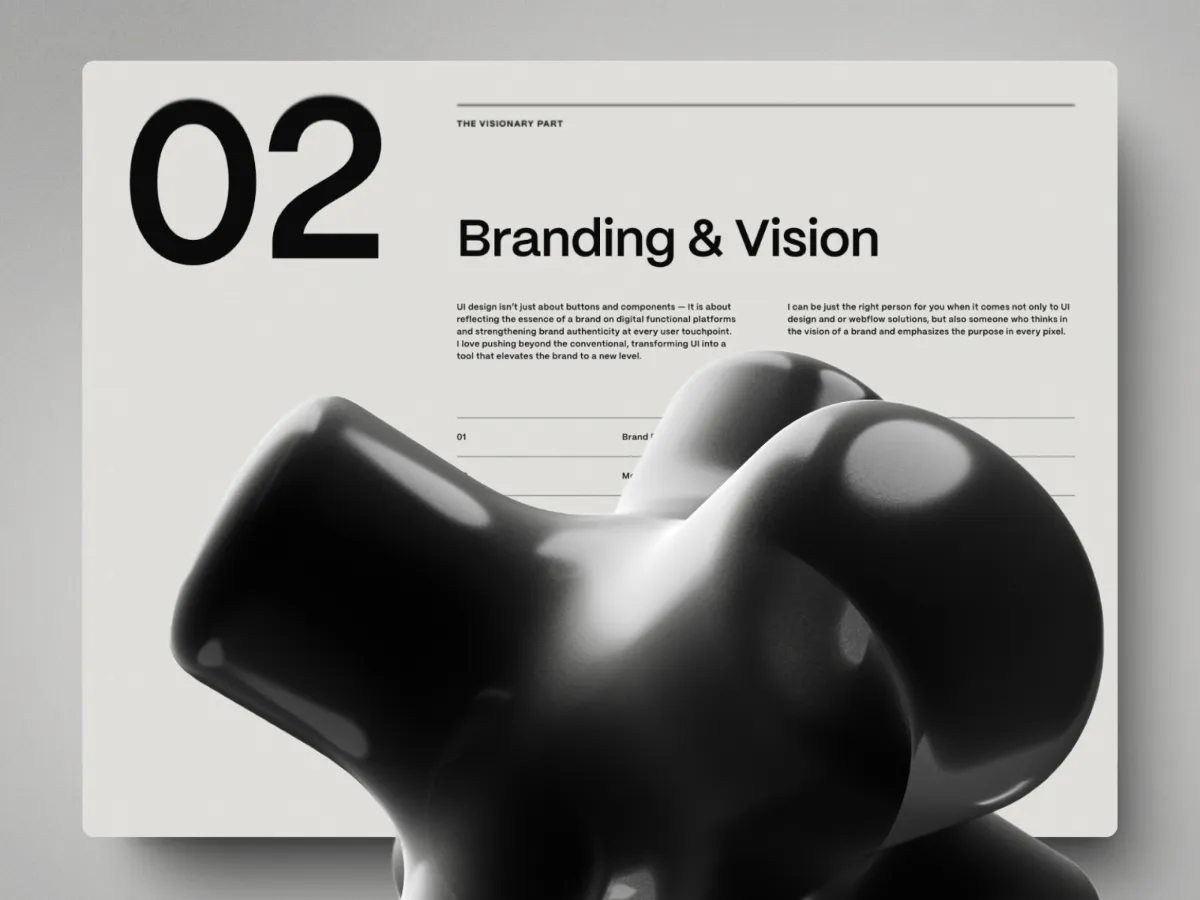 02
THE VISIONARY PART
Branding & Vision
UI design isn’t just about buttons and components — It is about
reflecting the essence of a brand on digital functional platforms
and strengthening brand authenticity at every user touchpoint.
I love pushing beyond the conventional, transforming UI into a
tool that elevates the brand to a new level.
I can be just the right person for you when it comes not only to UI
design and or webflow solutions, but also someone who thinks in
the vision of a brand and emphasizes the purpose in every pixel.
01
Brand